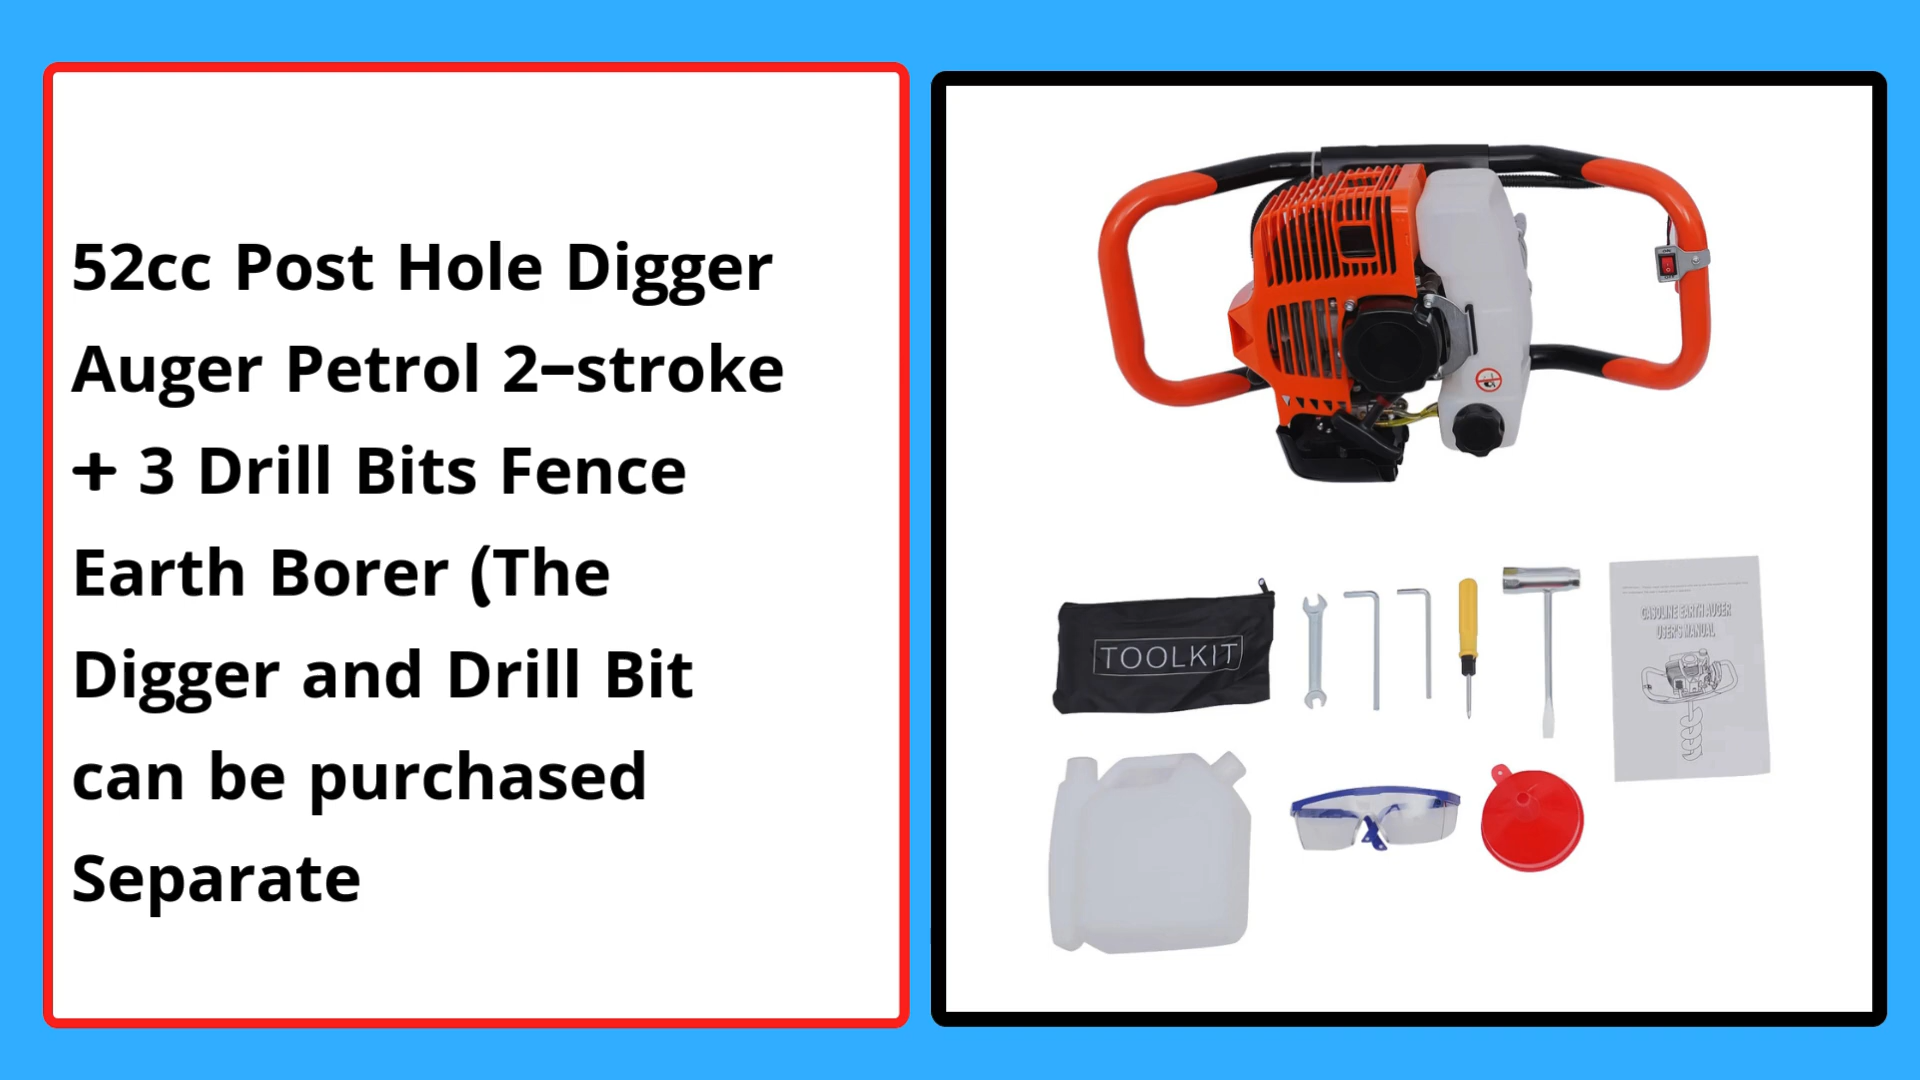 52cc Post Hole Digger
Auger Petrol 2-stroke
+ 3 Drill Bits Fence
Earth Borer (The
Digger and Drill Bit
can be purchased
Separate
TOOLKIT
GASOLINE EARTH AUGER
USER'S MANUAL